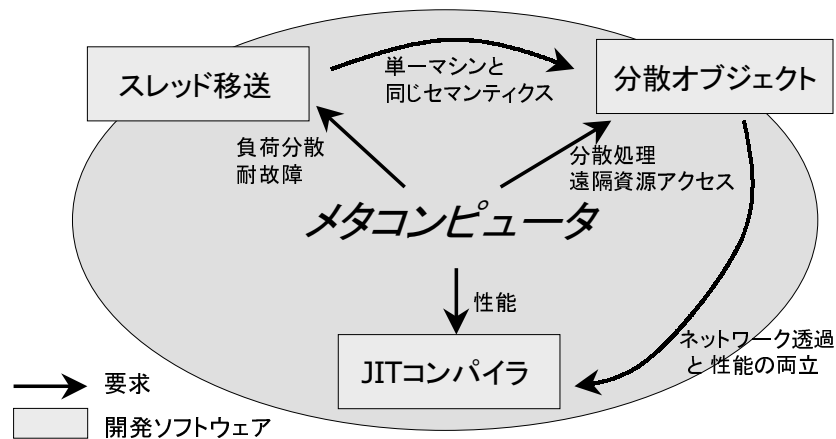 スレッド移送
単一マシンと
同じセマンティクス
分散オブジェクト
負荷分散
耐故障
分散処理
遠隔資源アクセス
メタコンピュータ
性能
ネットワーク透過
と性能の両立
JITコンパイラ
要求
開発ソフトウェア